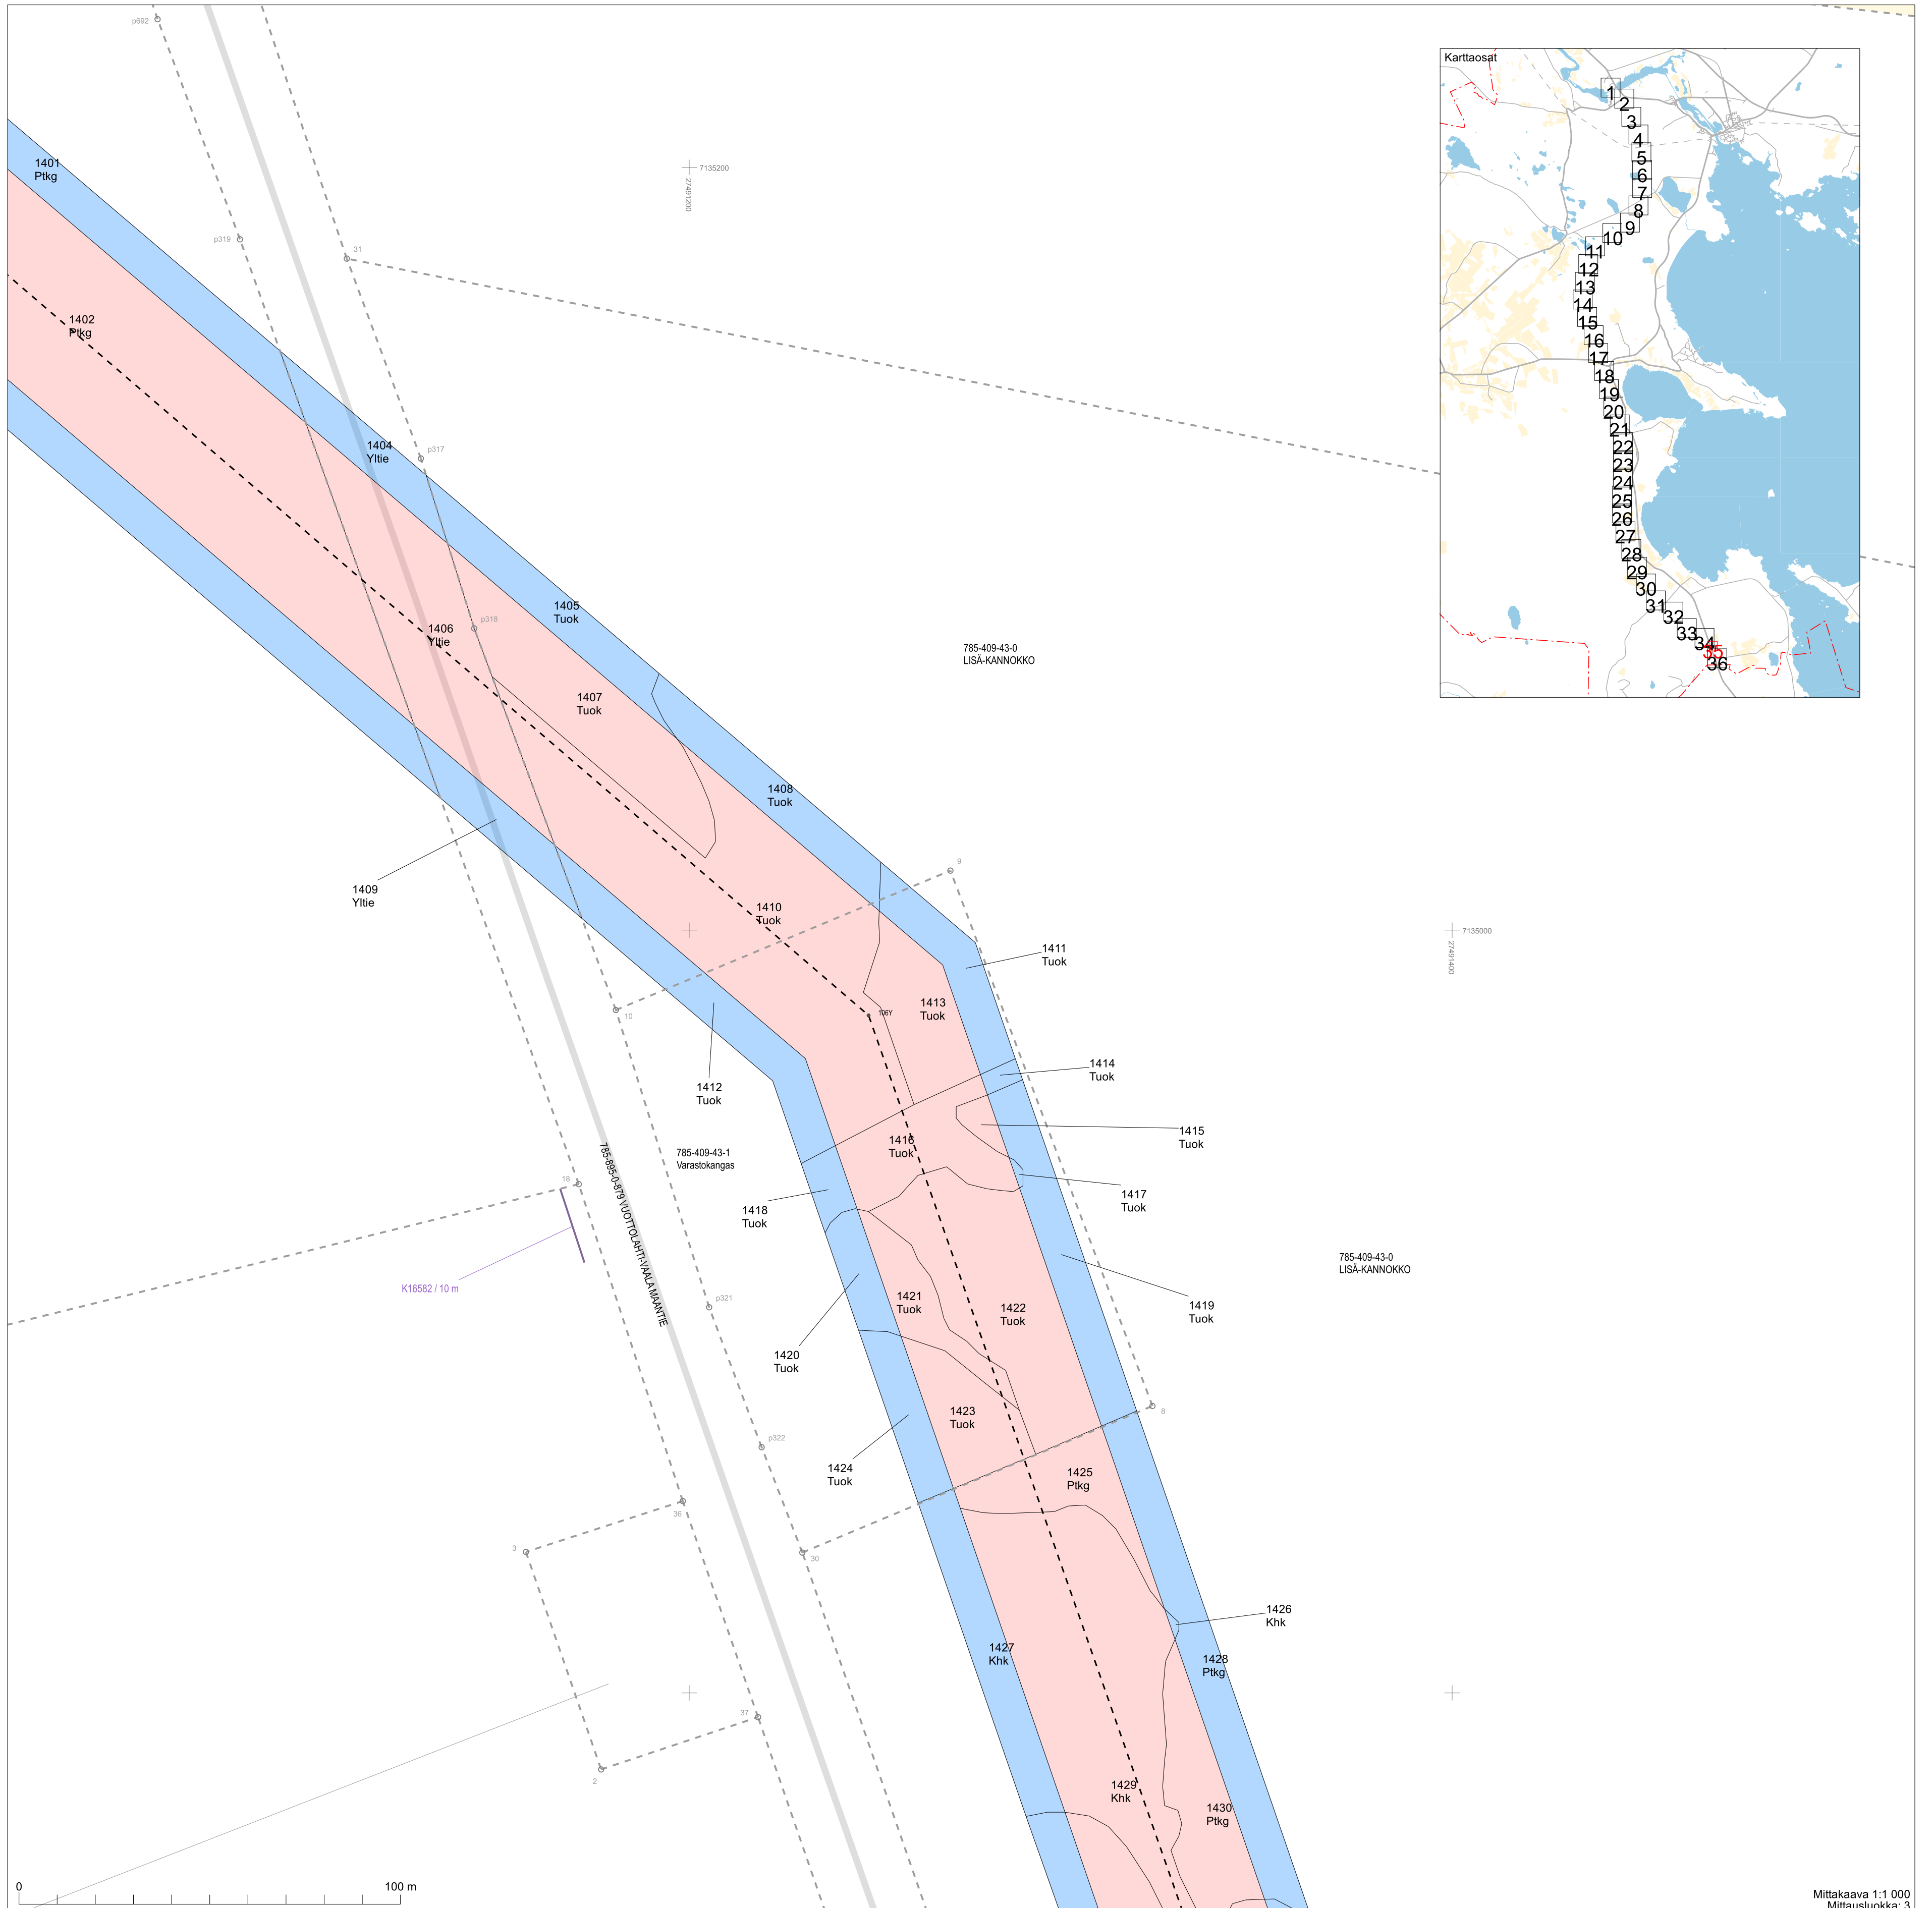 p692
Karttaosat
1
2
3
4
5
6
7
8
9
10
11
12
13
14
15
16
17
18
19
20
21
22
23
24
25
26
27
28
29
30
31
32
33
34
35
36
1401
Ptkg
7135200
27491200
p319
31
1402
Ptkg
1404
Yltie
p317
1405
Tuok
1406
Yltie
p318
785-409-43-0
LISÄ-KANNOKKO
1407
Tuok
1408
Tuok
9
1409
Yltie
1410
Tuok
7135000
27491400
1411
Tuok
10
106Y
1413
Tuok
1412
Tuok
1414
Tuok
1415
Tuok
785-409-43-1
Varastokangas
1416
Tuok
18
785-895-0-879 VUOTTOLAHTI-VAALA MAANTIE
1417
Tuok
1418
Tuok
785-409-43-0
LISÄ-KANNOKKO
K16582 / 10 m
p321
1421
Tuok
1422
Tuok
1419
Tuok
1420
Tuok
1423
Tuok
8
p322
1424
Tuok
1425
Ptkg
36
3
30
1426
Khk
1427
Khk
1428
Ptkg
37
2
1429
Khk
1430
Ptkg
0
100 m
Mittakaava 1:1 000
Mittausluokka: 3